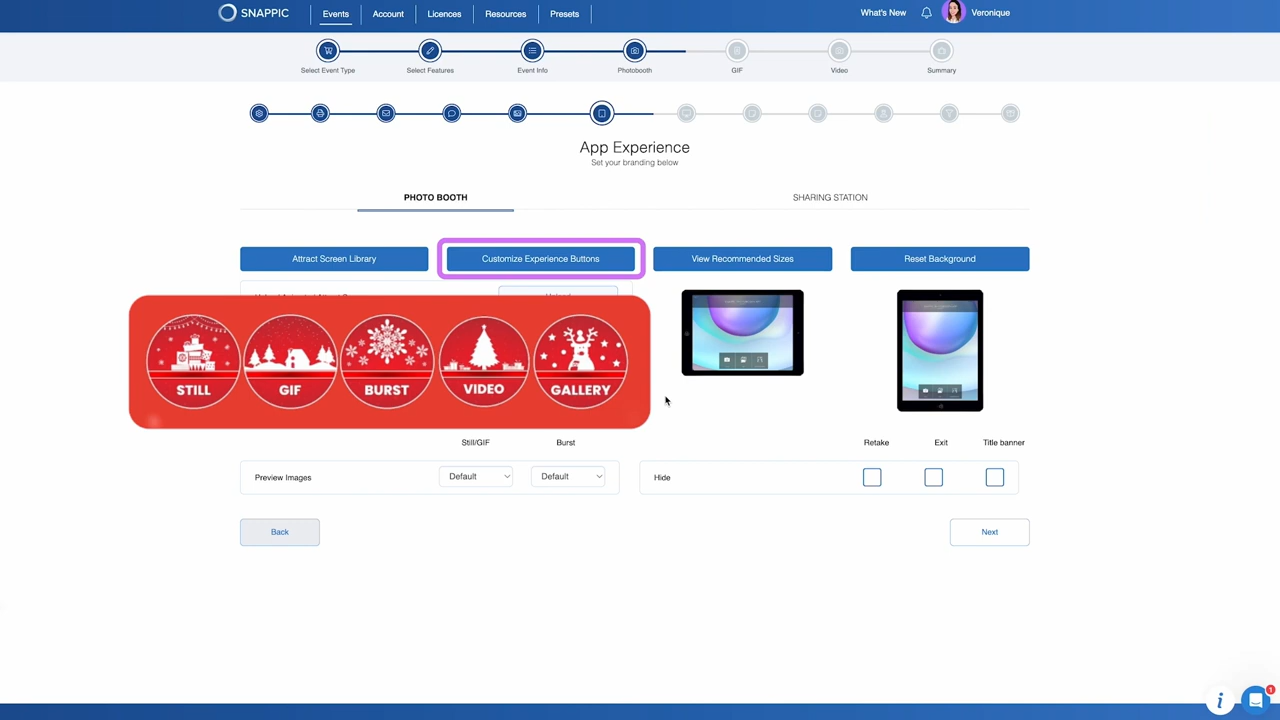 SNAPPIC
Events
Account
Licences
Resources
Presets
What's New
Veronique
Select Event Type
Select Features
Event Info
Photobooth
GIF
Video
Summary
App Experience
Set your branding below
PHOTO BOOTH
SHARING STATION
Attract Screen Library
Customize Experience Buttons
View Recommended Sizes
Reset Background
STILL
GIF
BURST
VIDEO
GALLERY
Still/GIF
Burst
Retake
Exit
Title banner
Preview Images
Default
Default
Hide
Back
Next
i
1